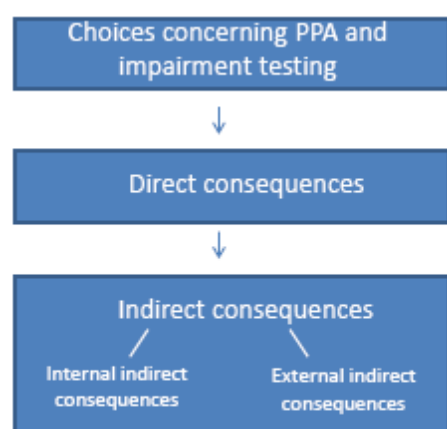 Choices concerning PPA and
impairment testing
Direct consequences
Indirect consequences
Internal indirect
consequences
External indirect
consequences